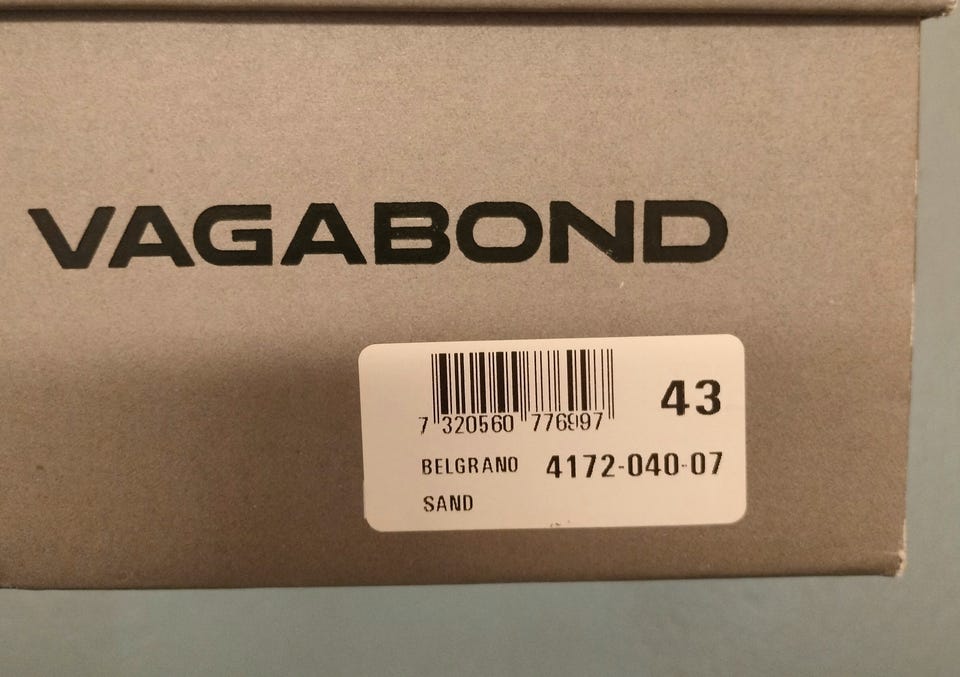 VAGABOND
43
7 320560 776997
BELGRANO 4172-040-07
SAND